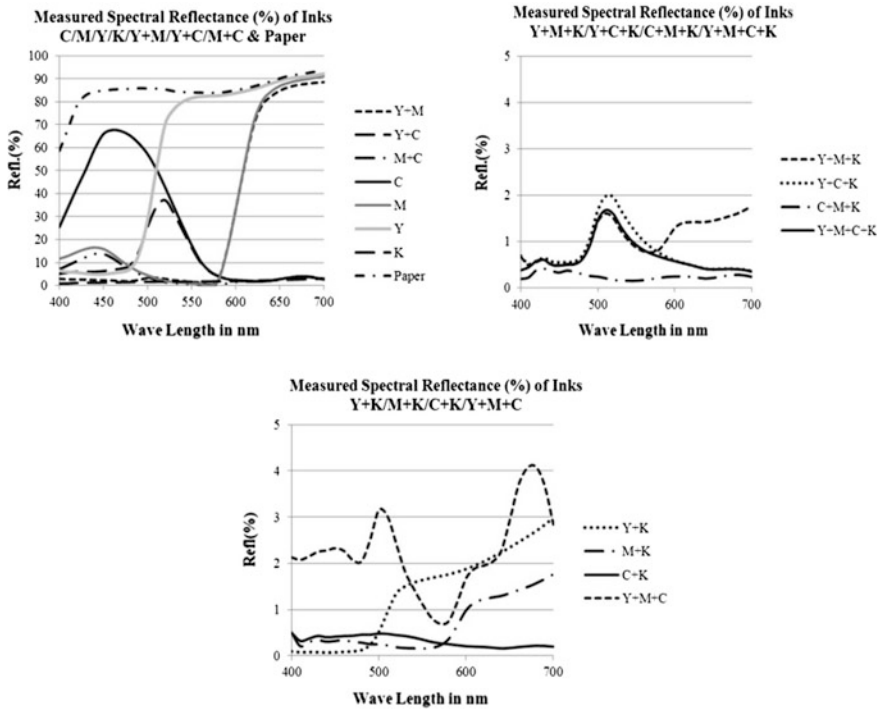 Measured Spectral Reflectance (%) of Inks
C/M/Y/K/Y+M/Y+C/M+C & Paper
100
90
80
70
60
50
40
30
20
10
0
Refl.(%)
400 450 500 550 600 650 700
Wave Length in nm
Y+M
Y+C
M+C
C
M
Y
K
Paper
Measured Spectral Reflectance (%) of Inks
Y+M+K/Y+C+K/C+M+K/Y+M+C+K
5
4
3
2
1
0
Refl.(%)
400 500 600 700
Wave Length in nm
Y+M+K
Y+C+K
C+M+K
Y+M+C+K
Measured Spectral Reflectance (%) of Inks
Y+K/M+K/C+K/Y+M+C
5
4
3
2
1
0
Refl(%)
400 500 600 700
Wave Length in nm
Y+K
M+K
C+K
Y+M+C